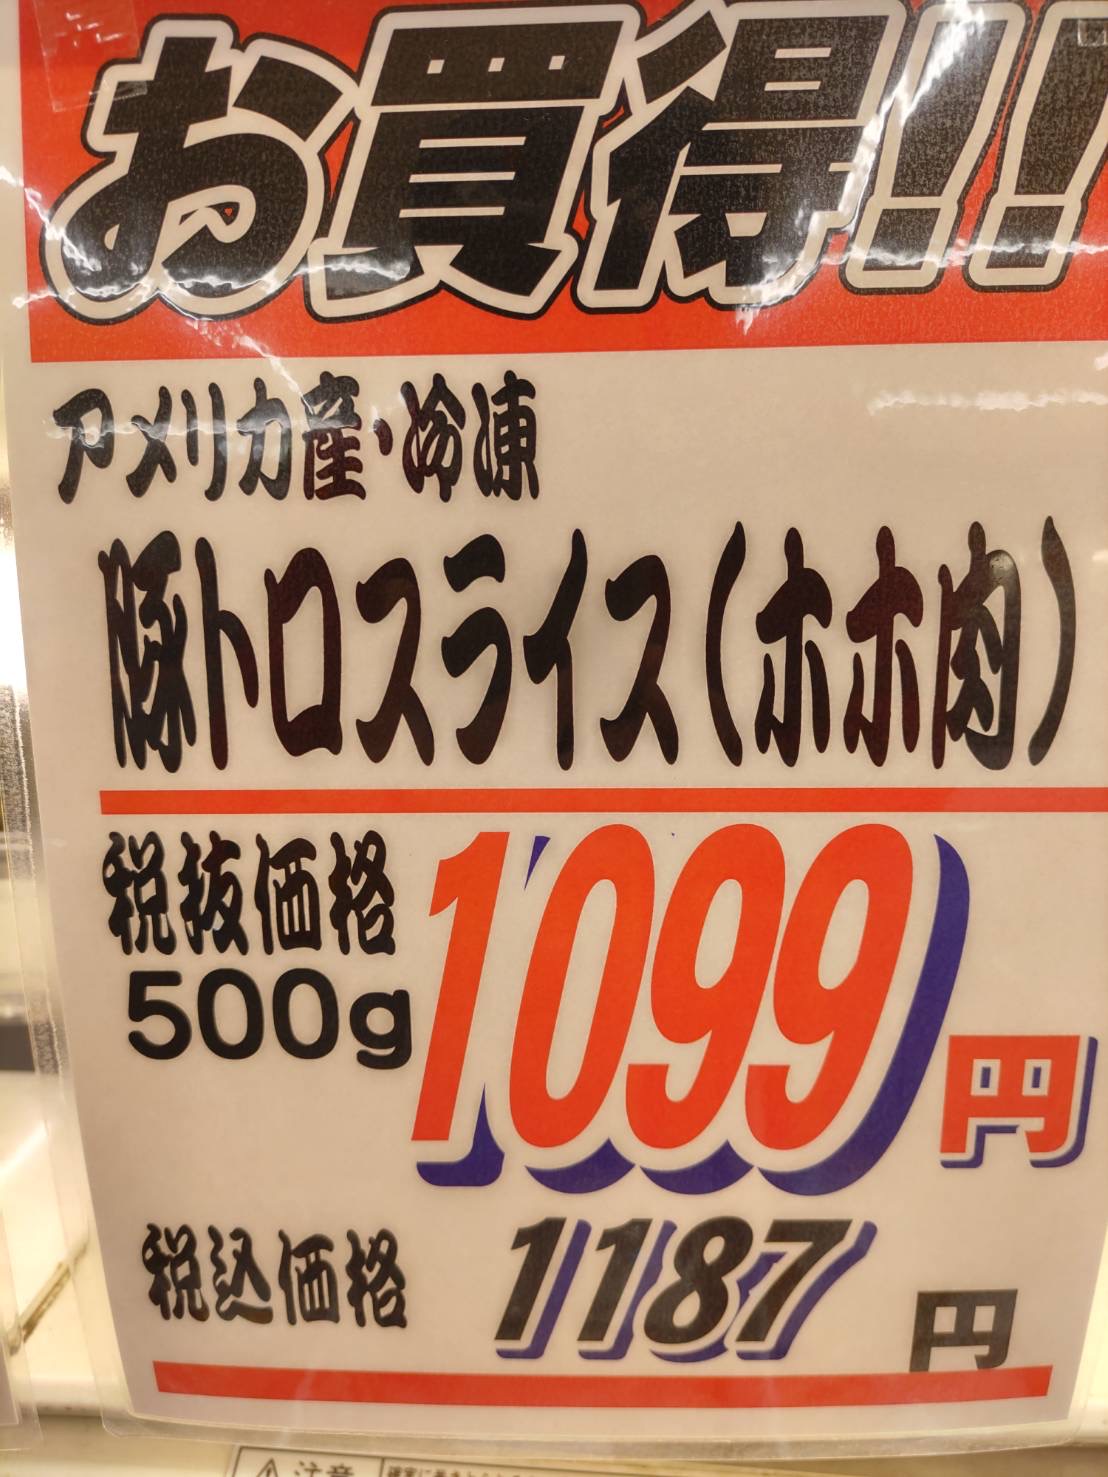 お買得!!
アメリカ産・冷凍
豚トロスライス(ホホ肉)
税抜価格
500g
1099円
税込価格 1187円
注意